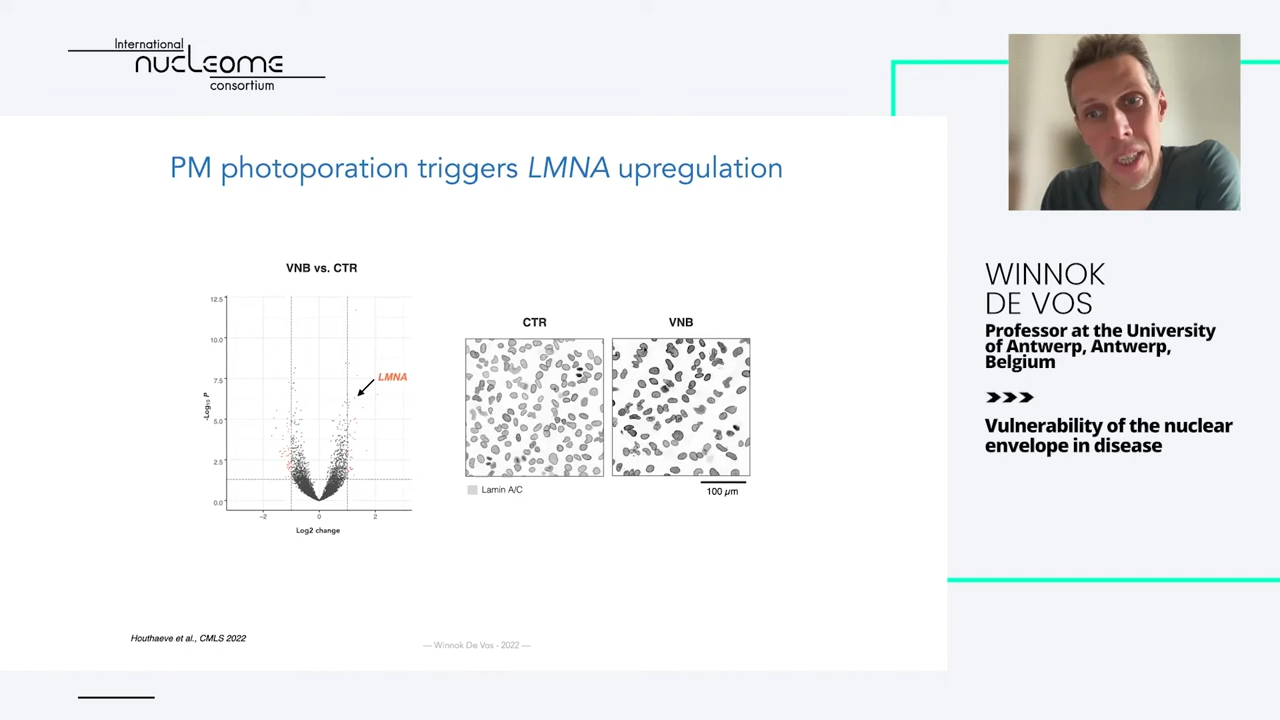 International
nucleome
consortium
PM photoporation triggers LMNA upregulation
VNB vs. CTR
12.5
10.0
7.5
5.0
2.5
0.0
-Log₁₀ P
LMNA
−2
0
2
Log2 change
CTR
VNB
Lamin A/C
100 µm
Houthaeve et al., CMLS 2022
— Winnok De Vos - 2022 —
WINNOK
DE VOS
Professor at the University
of Antwerp, Antwerp,
Belgium
Vulnerability of the nuclear
envelope in disease